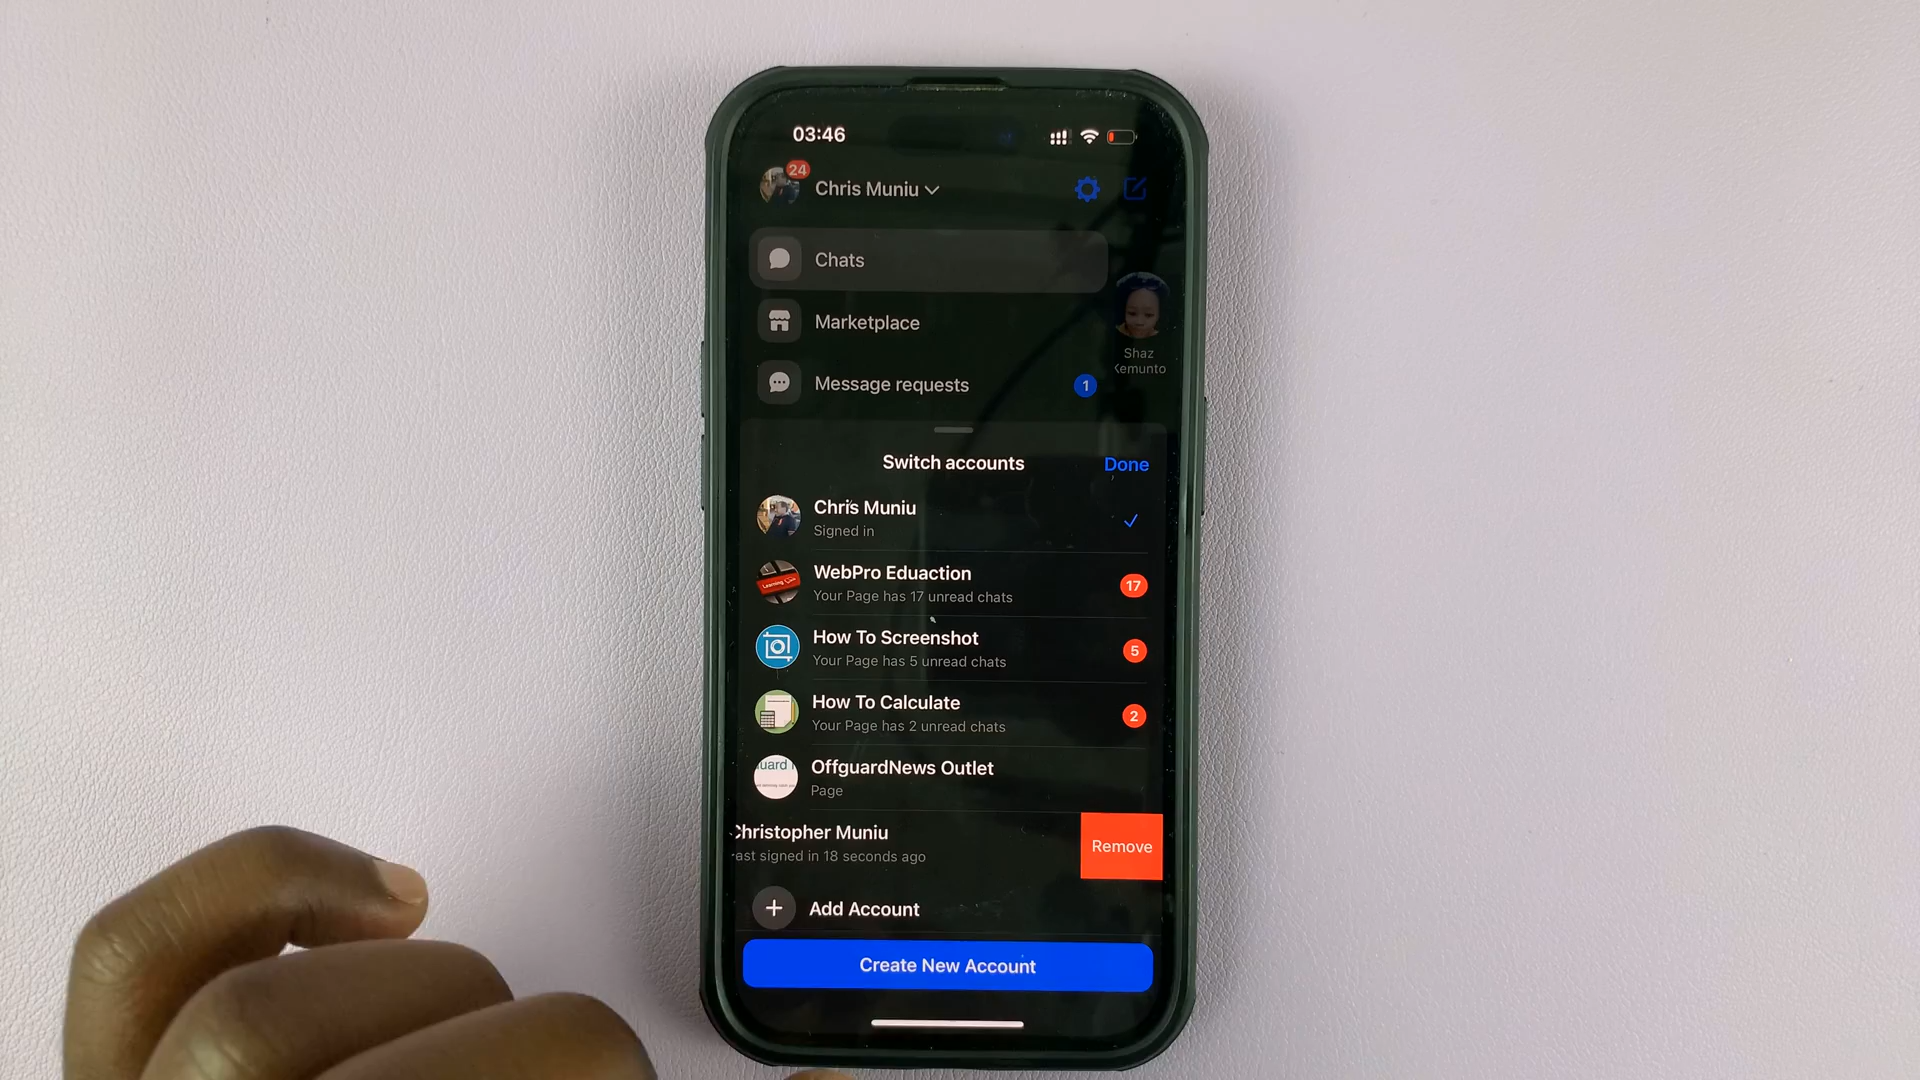 03:46
24
Chris Muniu
Chats
Marketplace
Shaz
Kemunto
Message requests
1
Switch accounts
Done
Chris Muniu
Signed in
Learning
WebPro Eduaction
Your Page has 17 unread chats
17
How To Screenshot
Your Page has 5 unread chats
5
How To Calculate
Your Page has 2 unread chats
2
uard
OffguardNews Outlet
Page
Christopher Muniu
ast signed in 18 seconds ago
Remove
Add Account
Create New Account